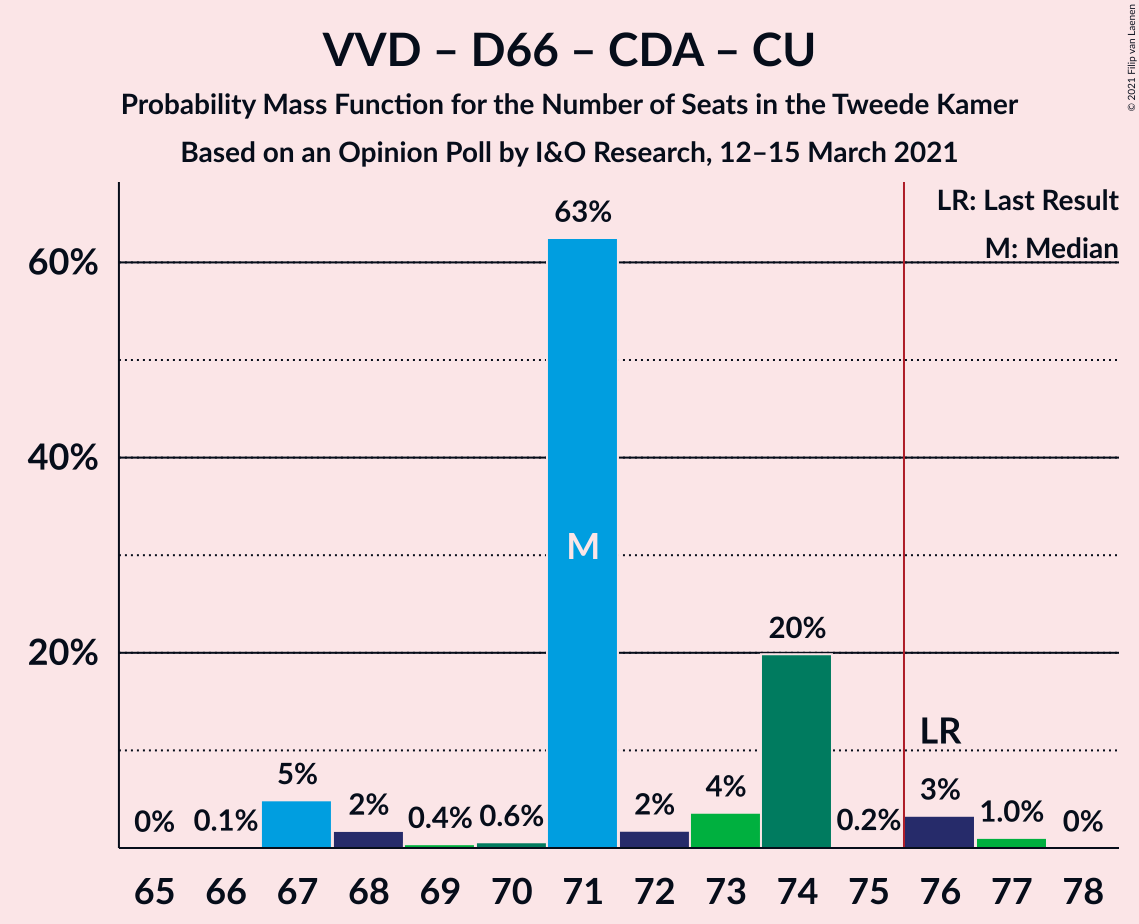 VVD – D66 – CDA – CU
Probability Mass Function for the Number of Seats in the Tweede Kamer
Based on an Opinion Poll by I&O Research, 12–15 March 2021
© 2021 Filip van Laenen
LR: Last Result
M: Median
60%
40%
20%
0%
0.1%
5%
2%
0.4%
0.6%
63%
2%
4%
20%
0.2%
3%
1.0%
0%
M
LR
65 66 67 68 69 70 71 72 73 74 75 76 77 78